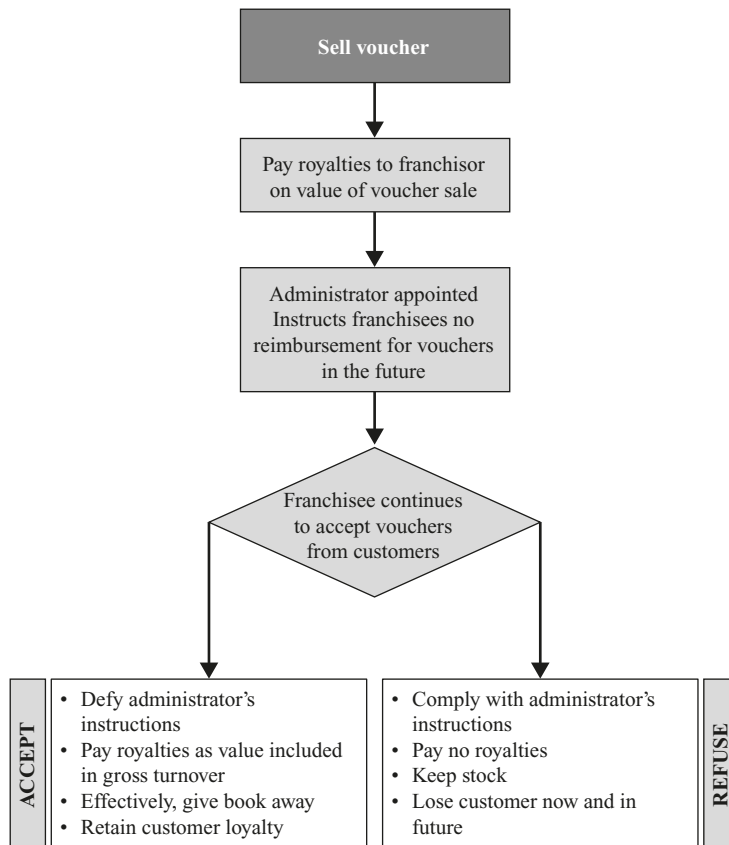 Sell voucher
Pay royalties to franchisor
on value of voucher sale
Administrator appointed
Instructs franchisees no
reimbursement for vouchers
in the future
Franchisee continues
to accept vouchers
from customers
ACCEPT
• Defy administrator's
instructions
• Pay royalties as value included
in gross turnover
• Effectively, give book away
• Retain customer loyalty
• Comply with administrator's
instructions
• Pay no royalties
• Keep stock
• Lose customer now and in
future
REFUSE